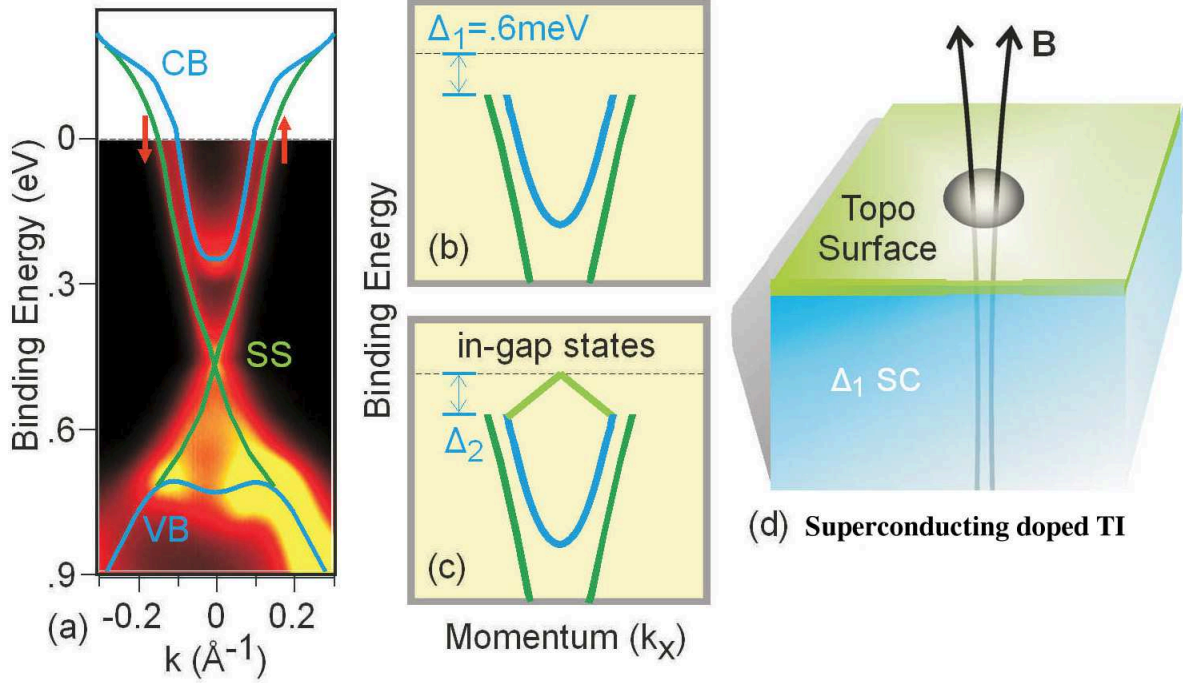 CB
SS
VB
0
.3
.6
.9
Binding Energy (eV)
-0.2 0 0.2
k (Å⁻¹)
(a)
Δ₁=.6meV
(b)
in-gap states
Δ₂
(c)
Binding Energy
Momentum (kₓ)
B
Topo
Surface
Δ₁ SC
(d) Superconducting doped TI